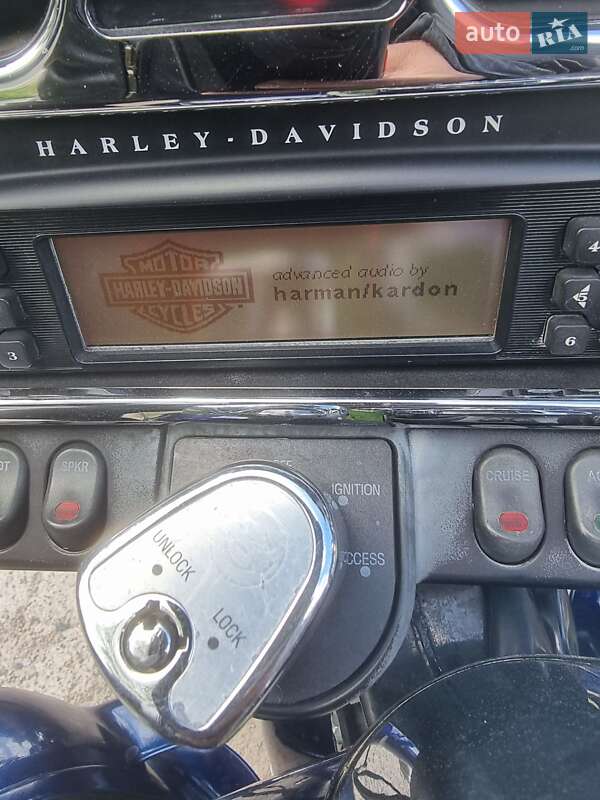 auto RIA .com
HARLEY-DAVIDSON
MOTOR
HARLEY-DAVIDSON
CYCLES
advanced audio by
harman/kardon
4
5
3
6
SPKR
IGNITION
CRUISE
UNLOCK
LOCK